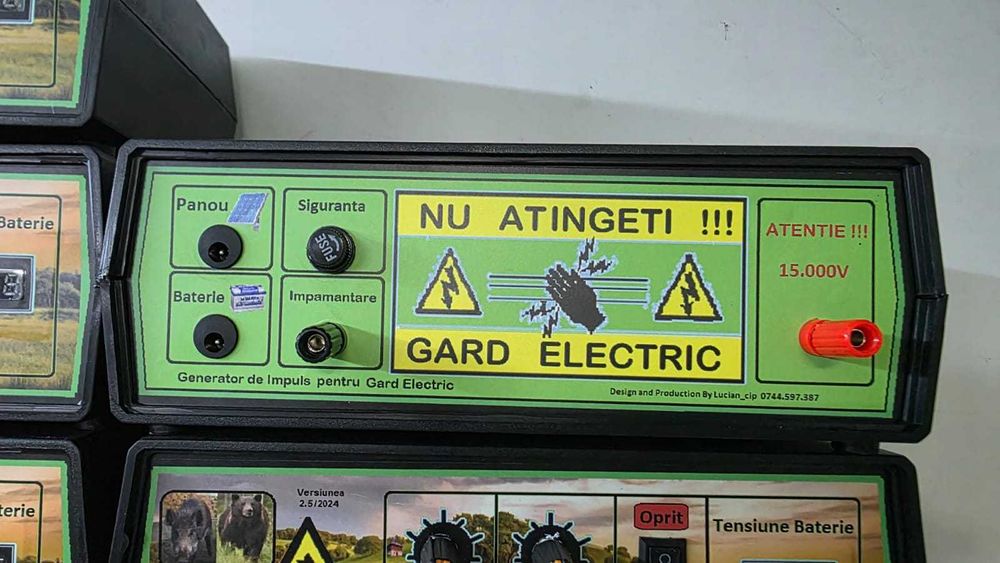 Panou
Siguranta
FUSE
Baterie
Impamantare
NU ATINGETI !!!
GARD ELECTRIC
ATENTIE !!!
15.000V
Generator de Impuls pentru Gard Electric
Design and Production By Lucian_cip 0744.597.387
Baterie
Versiunea
2.5/2024
Oprit
Tensiune Baterie
terie